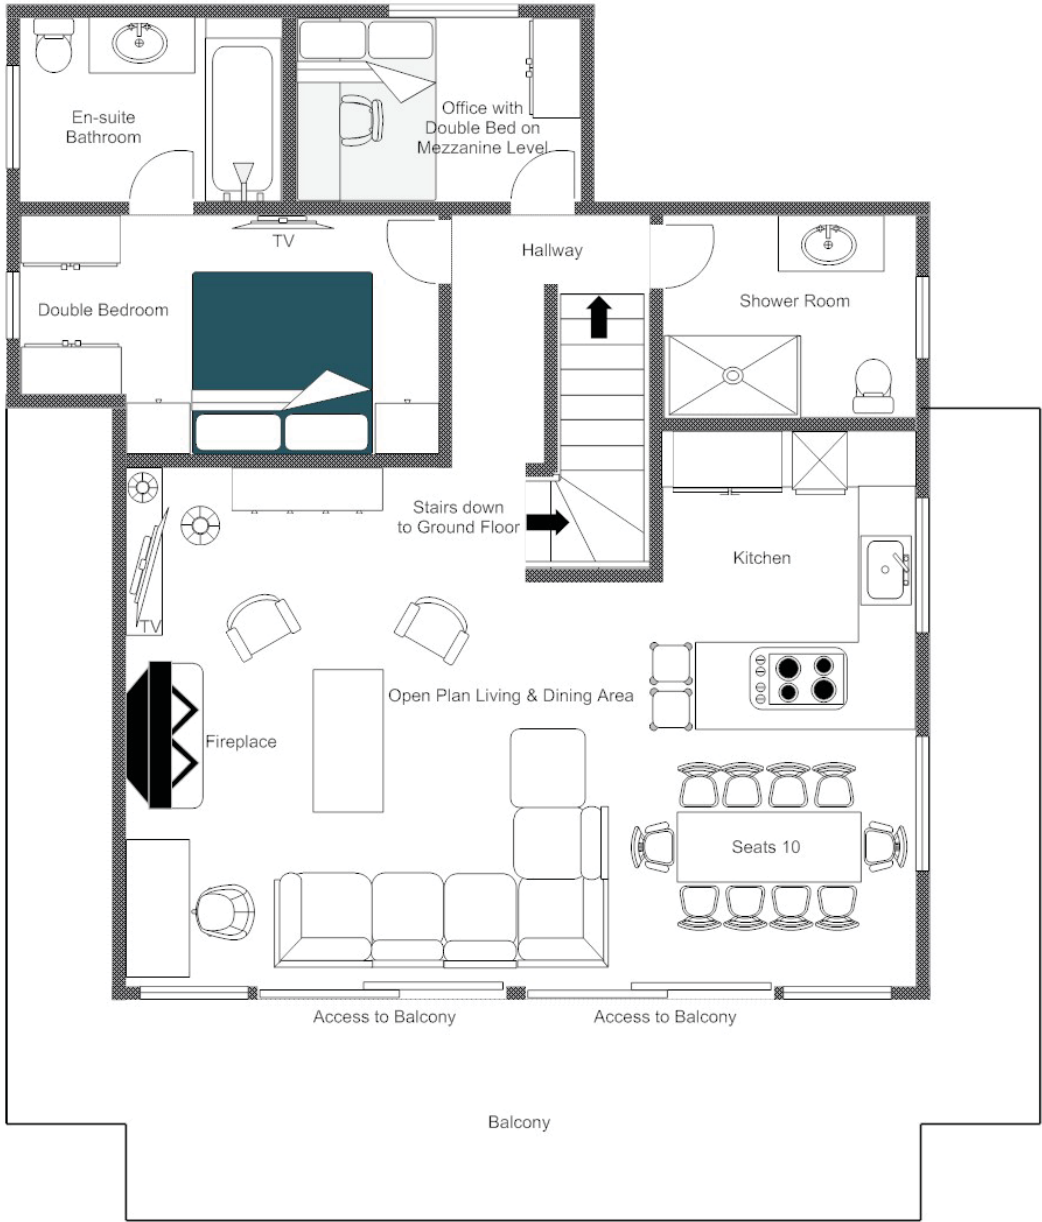 En-suite
Bathroom
Office with
Double Bed on
Mezzanine Level
TV
Hallway
Double Bedroom
Shower Room
Stairs down
to Ground Floor
Kitchen
TV
Open Plan Living & Dining Area
Fireplace
Seats 10
Access to Balcony
Access to Balcony
Balcony